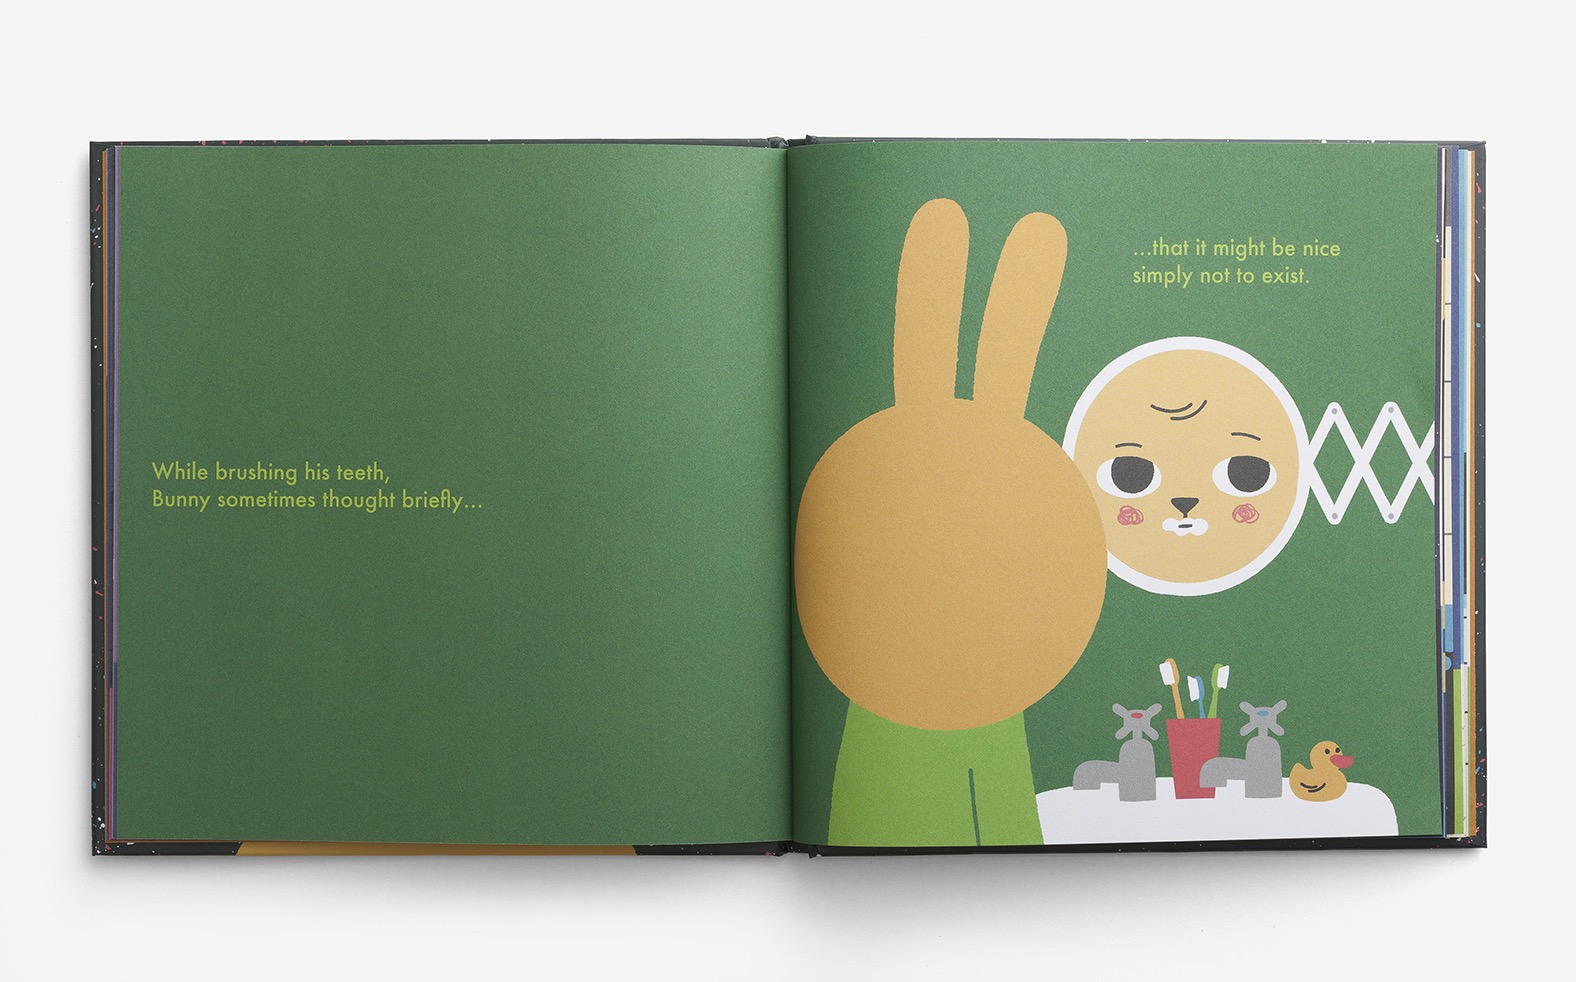 While brushing his teeth,
Bunny sometimes thought briefly...
...that it might be nice
simply not to exist.